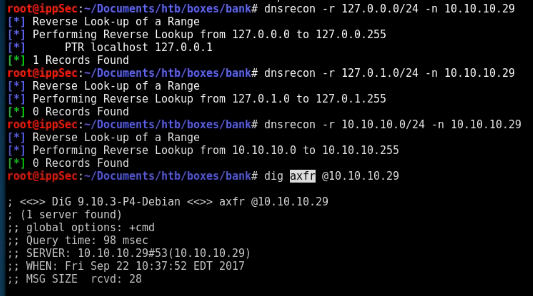 root@ippSec:~/Documents/htb/boxes/bank# dnsrecon -r 127.0.0.0/24 -n 10.10.10.29
[*] Reverse Look-up of a Range
[*] Performing Reverse Lookup from 127.0.0.0 to 127.0.0.255
[*]      PTR localhost 127.0.0.1
[*] 1 Records Found
root@ippSec:~/Documents/htb/boxes/bank# dnsrecon -r 127.0.1.0/24 -n 10.10.10.29
[*] Reverse Look-up of a Range
[*] Performing Reverse Lookup from 127.0.1.0 to 127.0.1.255
[*] 0 Records Found
root@ippSec:~/Documents/htb/boxes/bank# dnsrecon -r 10.10.10.0/24 -n 10.10.10.29
[*] Reverse Look-up of a Range
[*] Performing Reverse Lookup from 10.10.10.0 to 10.10.10.255
[*] 0 Records Found
root@ippSec:~/Documents/htb/boxes/bank# dig axfr @10.10.10.29
; <<>> DiG 9.10.3-P4-Debian <<>> axfr @10.10.10.29
; (1 server found)
;; global options: +cmd
;; Query time: 98 msec
;; SERVER: 10.10.10.29#53(10.10.10.29)
;; WHEN: Fri Sep 22 10:37:52 EDT 2017
;; MSG SIZE  rcvd: 28